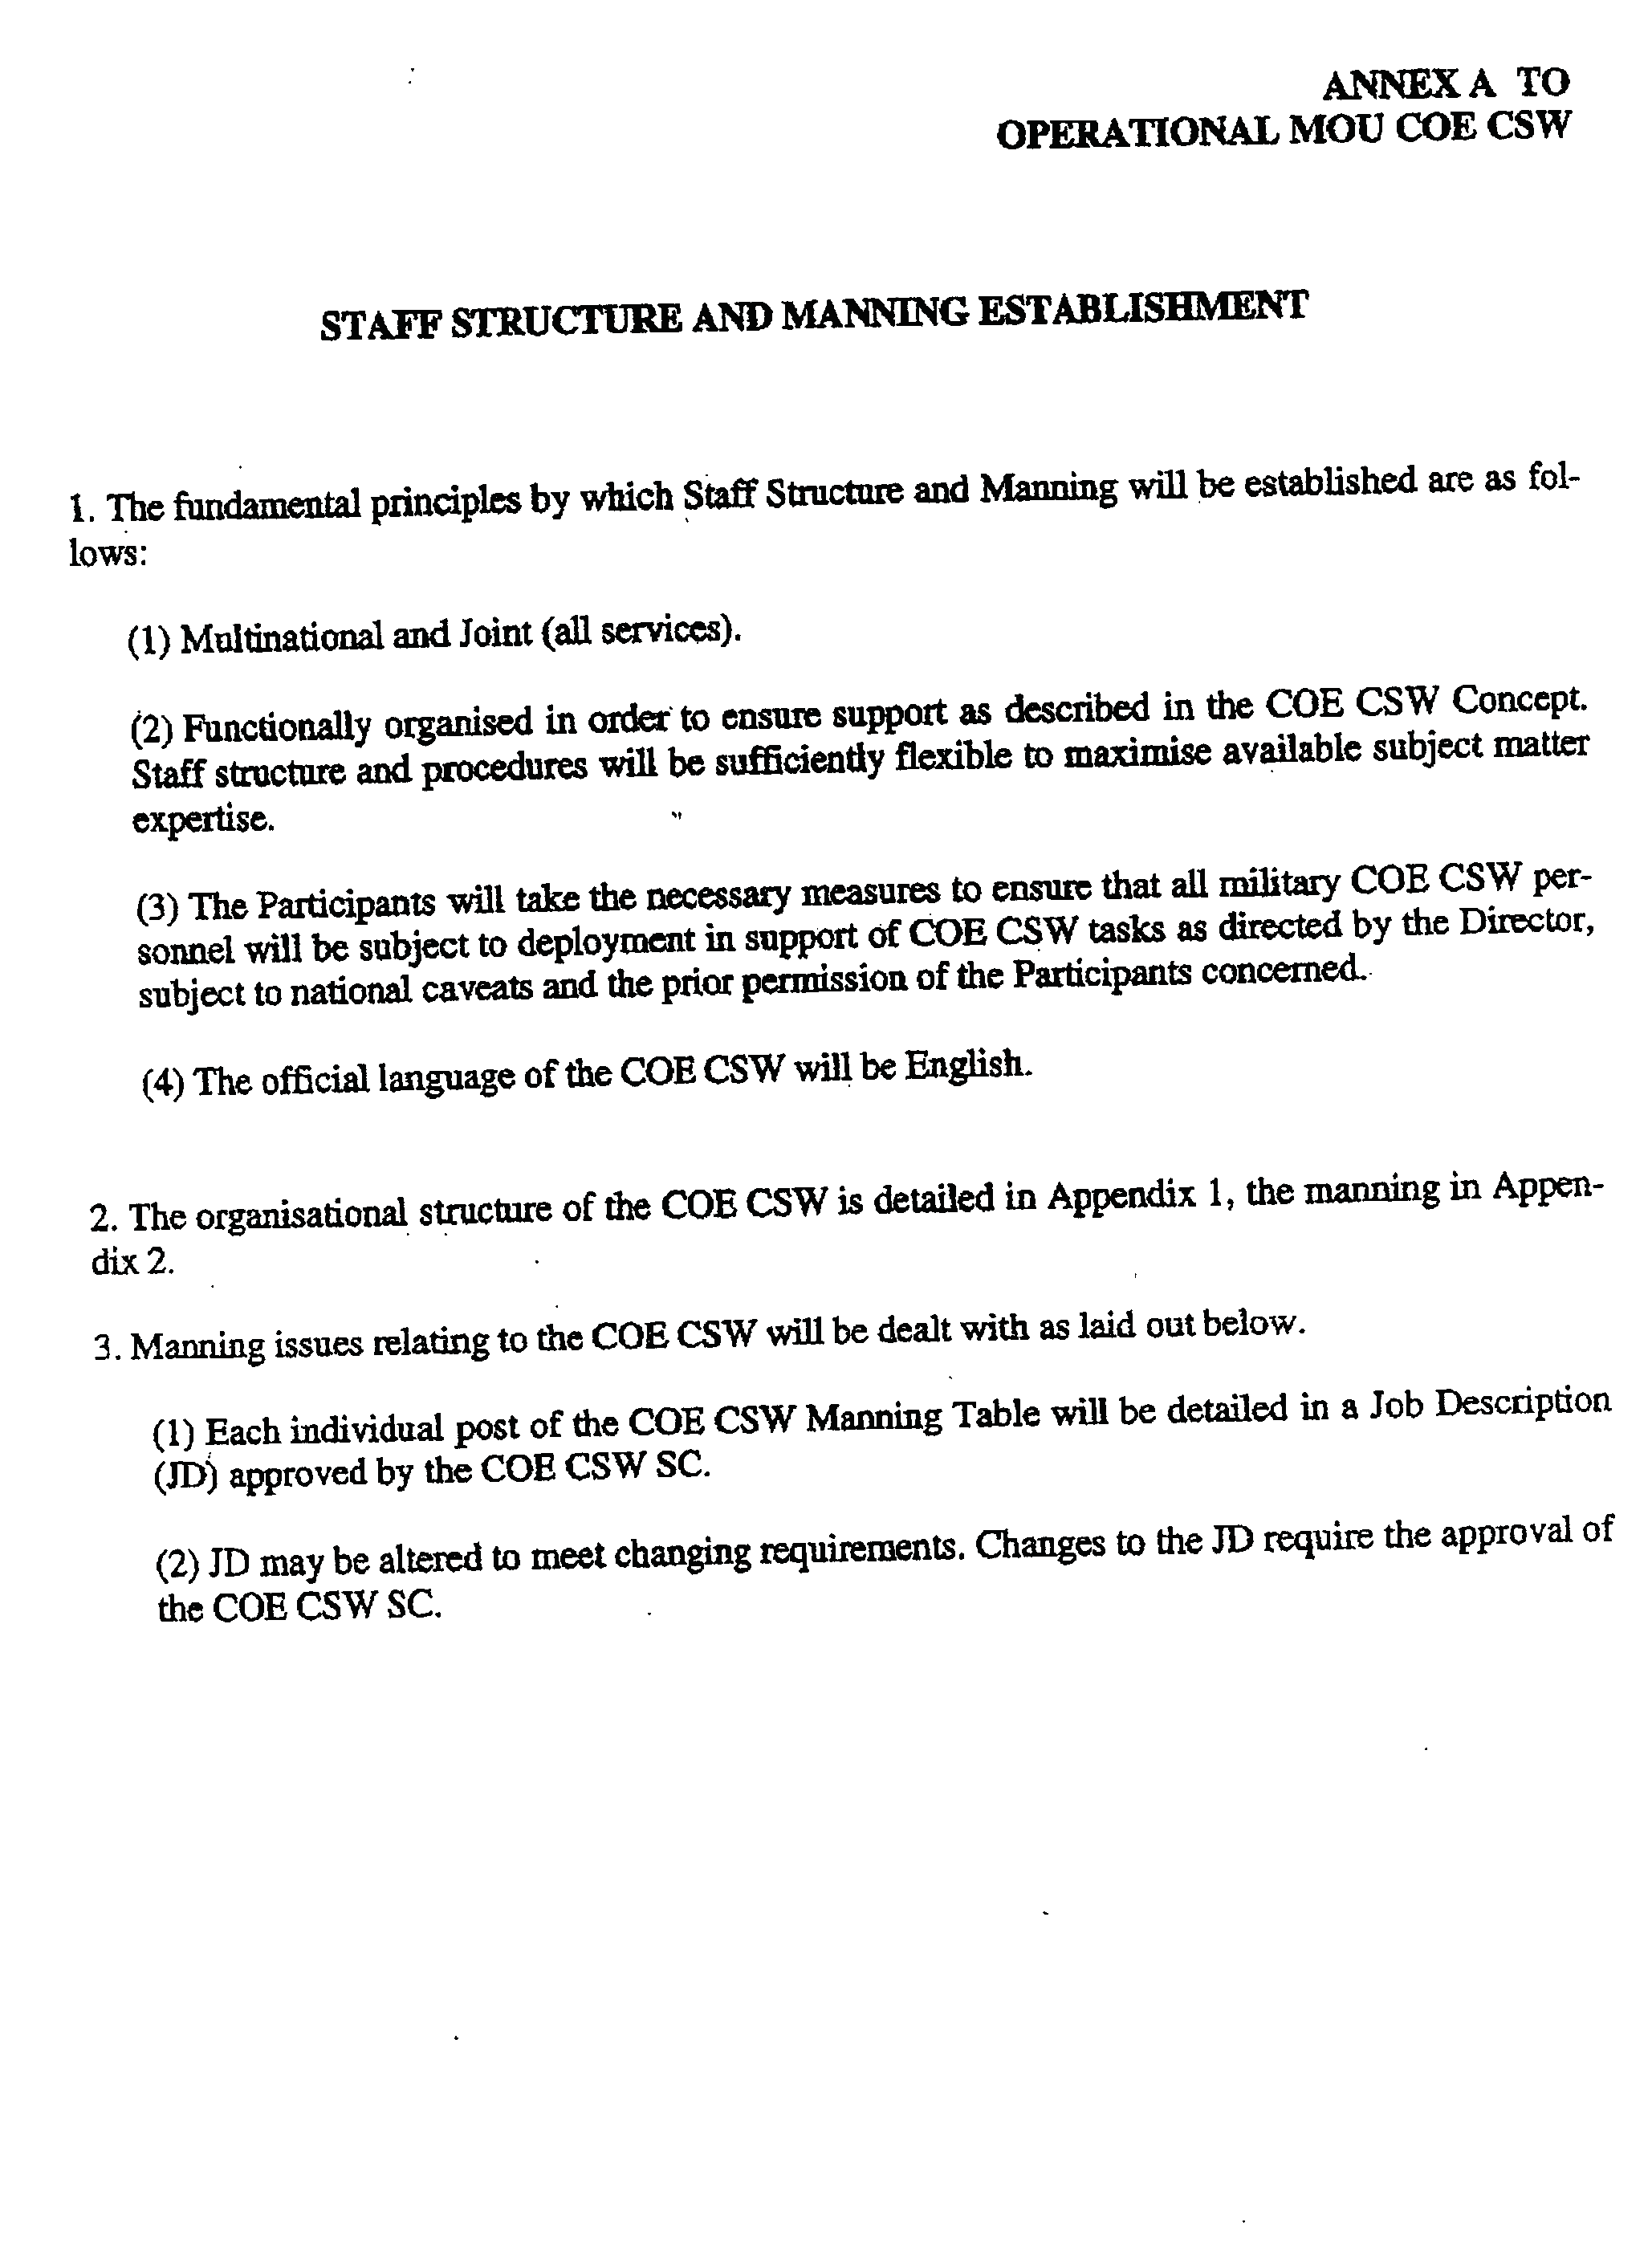 ANNEX A TO
OPERATIONAL MOU COE CSW
STAFF STRUCTURE AND MANNING ESTABLISHMENT
1. The fundamental principles by which Staff Structure and Manning will be established are as fol-
lows:
(1) Multinational and Joint (all services).
(2) Functionally organised in order to ensure support as described in the COE CSW Concept.
Staff structure and procedures will be sufficiently flexible to maximise available subject matter
expertise.
(3) The Participants will take the necessary measures to ensure that all military COE CSW per-
sonnel will be subject to deployment in support of COE CSW tasks as directed by the Director,
subject to national caveats and the prior permission of the Participants concerned.
(4) The official language of the COE CSW will be English.
2. The organisational structure of the COE CSW is detailed in Appendix 1, the manning in Appen-
dix 2.
3. Manning issues relating to the COE CSW will be dealt with as laid out below.
(1) Each individual post of the COE CSW Manning Table will be detailed in a Job Description
(JD) approved by the COE CSW SC.
(2) JD may be altered to meet changing requirements. Changes to the JD require the approval of
the COE CSW SC.